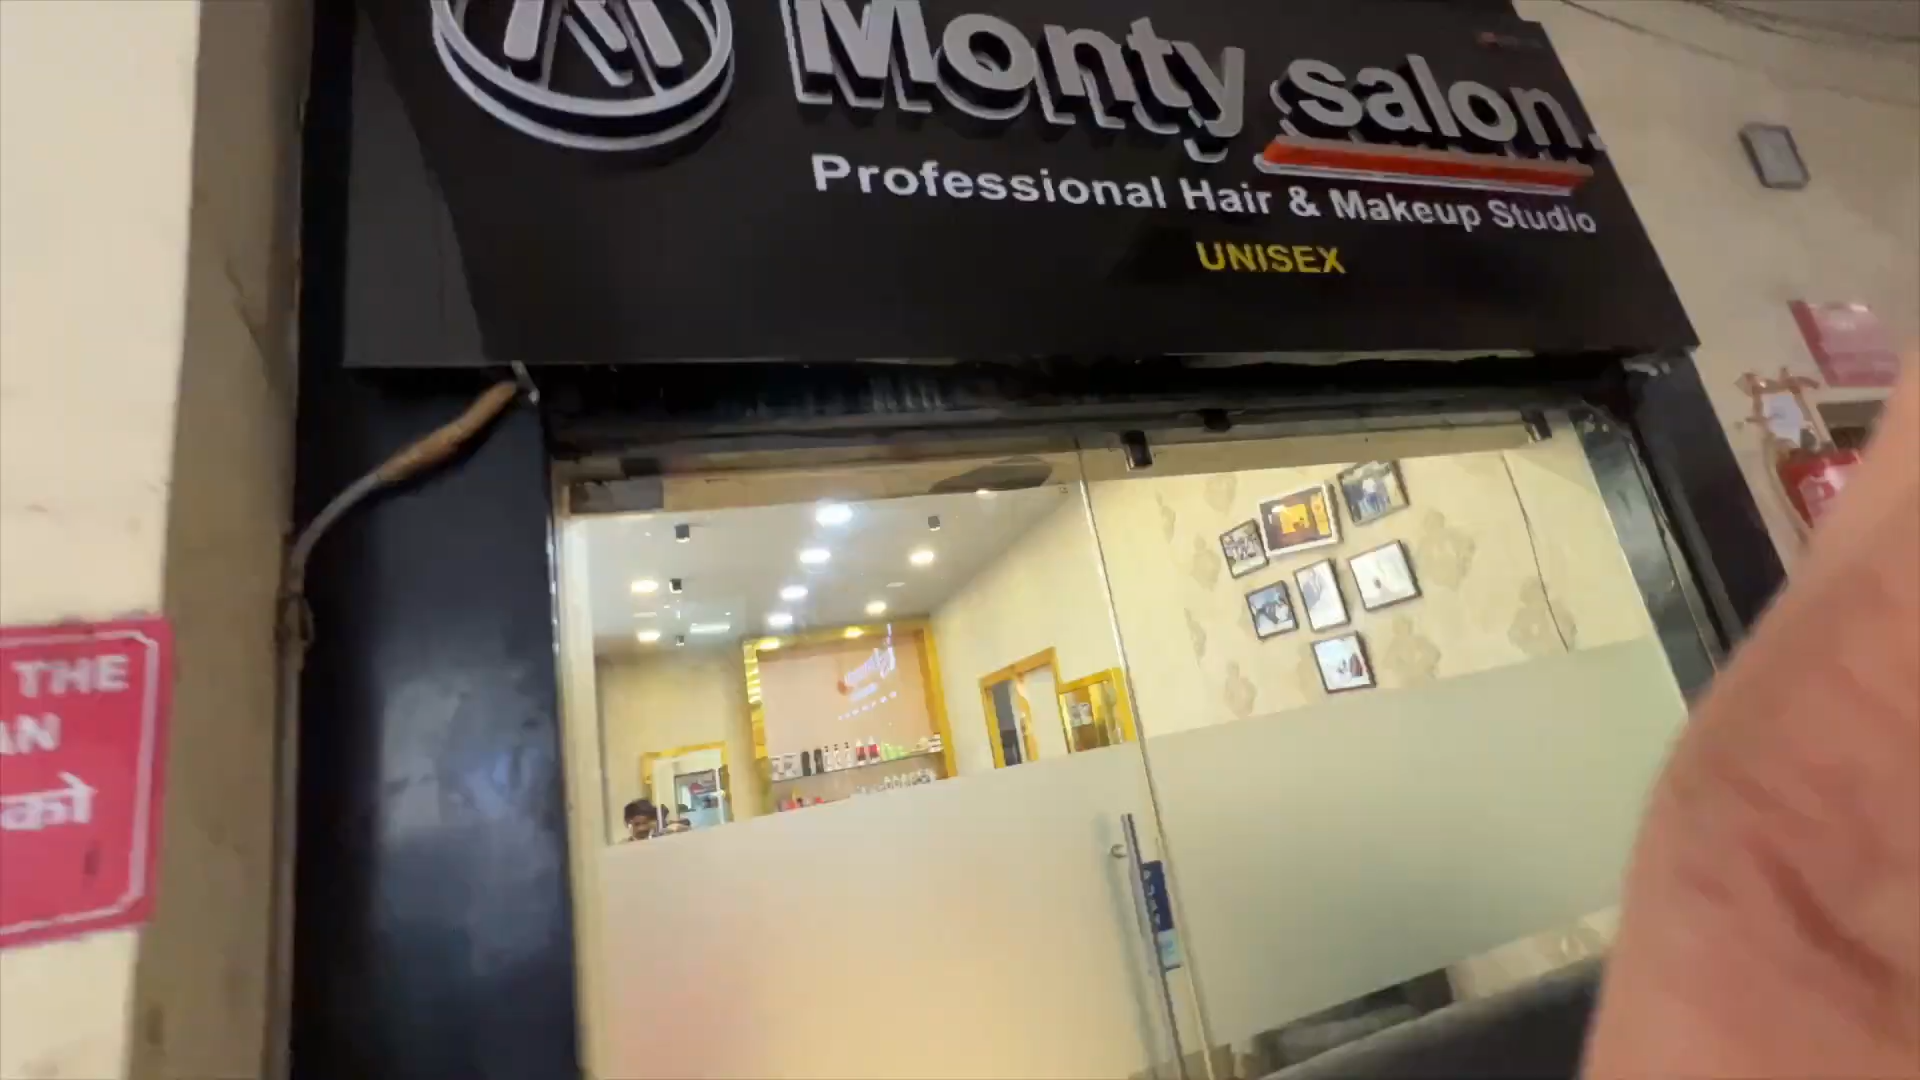 Monty salon.
Professional Hair & Makeup Studio
UNISEX
THE
AN
को